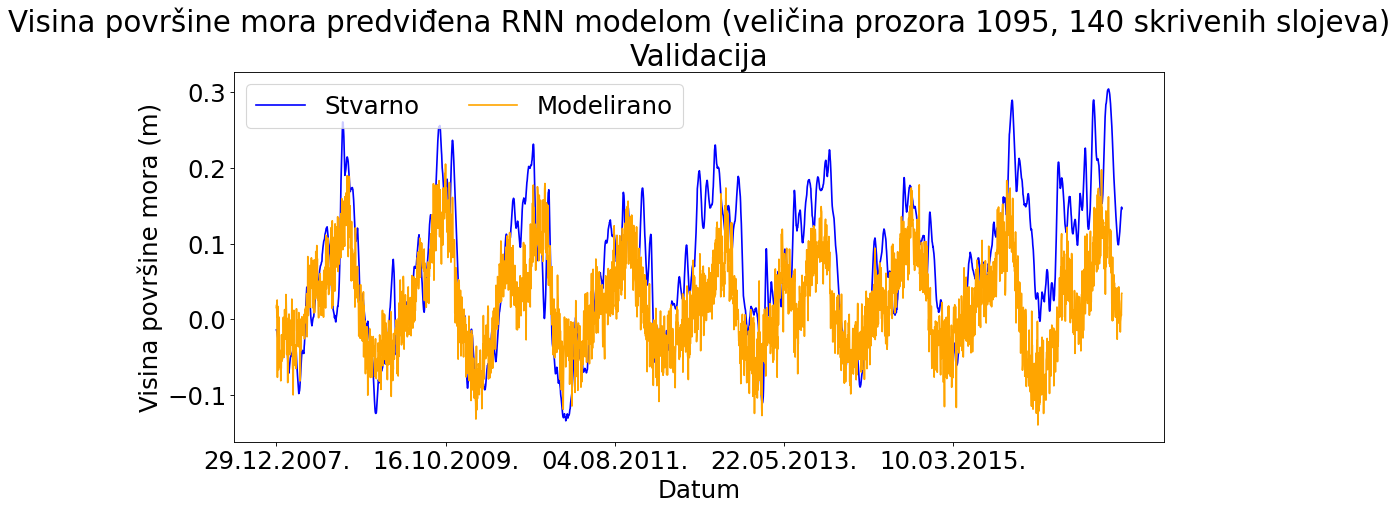 Visina površine mora predviđena RNN modelom (veličina prozora 1095, 140 skrivenih slojeva)
Validacija
Stvarno
Modelirano
Visina površine mora (m)
0.3
0.2
0.1
0.0
−0.1
29.12.2007.
16.10.2009.
04.08.2011.
22.05.2013.
10.03.2015.
Datum